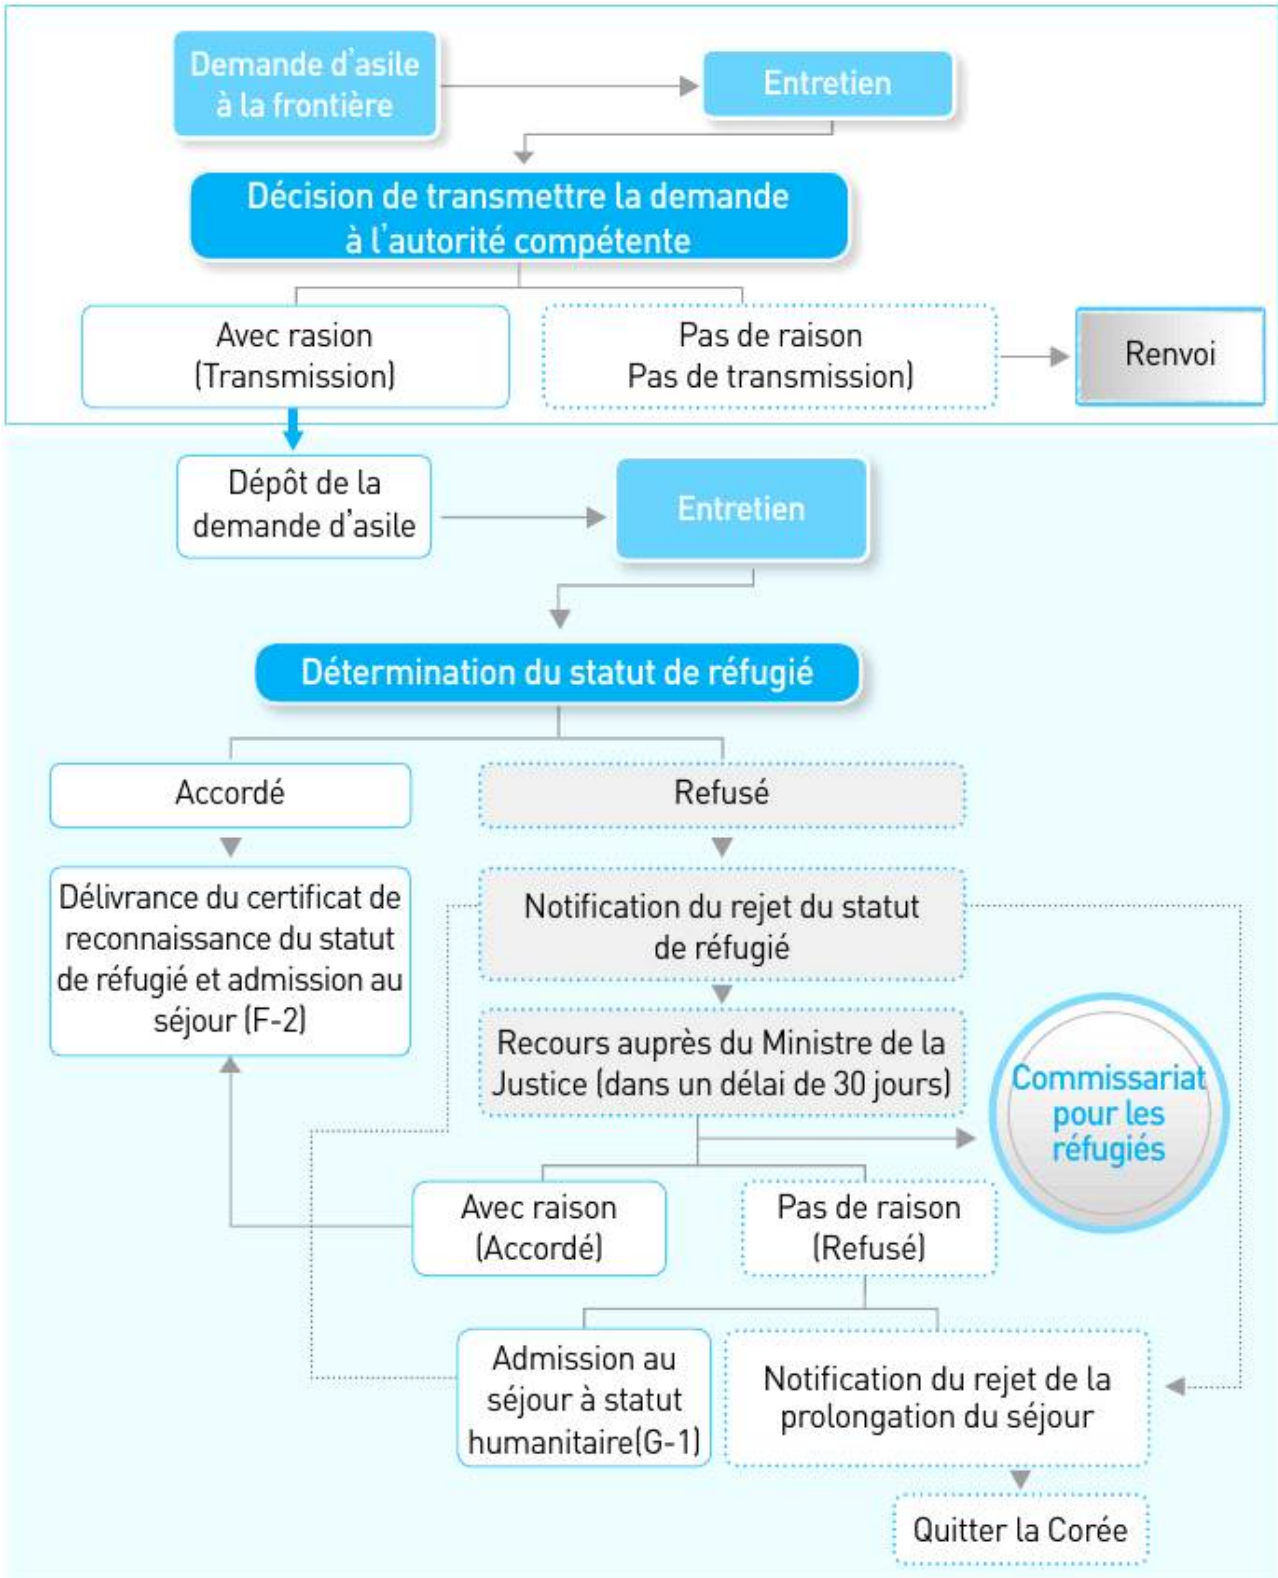 Demande d'asile
à la frontière
Entretien
Décision de transmettre la demande
à l'autorité compétente
Avec rasion
(Transmission)
Pas de raison
Pas de transmission)
Renvoi
Dépôt de la
demande d'asile
Entretien
Détermination du statut de réfugié
Accordé
Refusé
Délivrance du certificat de
reconnaissance du statut
de réfugié et admission au
séjour (F-2)
Notification du rejet du statut
de réfugié
Recours auprès du Ministre de la
Justice (dans un délai de 30 jours)
Commissariat
pour les
réfugiés
Avec raison
(Accordé)
Pas de raison
(Refusé)
Admission au
séjour à statut
humanitaire(G-1)
Notification du rejet de la
prolongation du séjour
Quitter la Corée